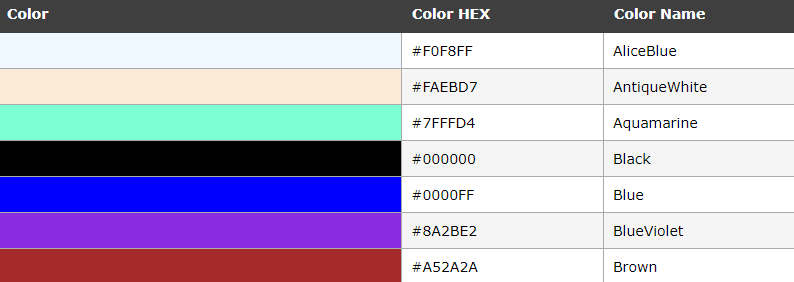 Color Color HEX Color Name
#F0F8FF AliceBlue
#FAEBD7 AntiqueWhite
#7FFFD4 Aquamarine
#000000 Black
#0000FF Blue
#8A2BE2 BlueViolet
#A52A2A Brown